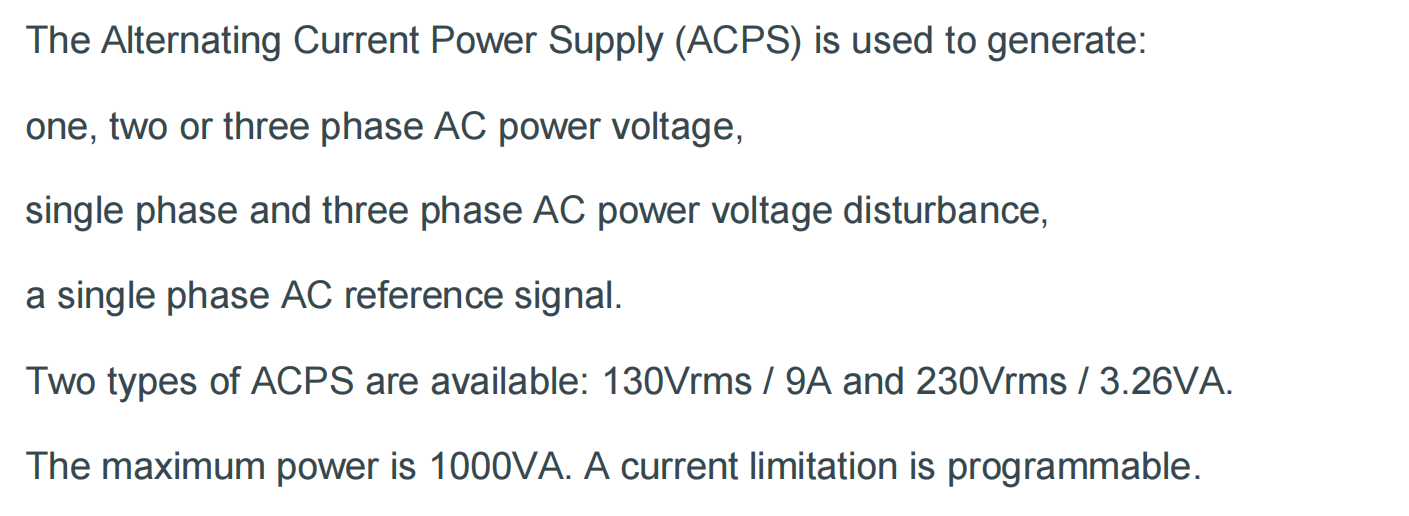 The Alternating Current Power Supply (ACPS) is used to generate:
one, two or three phase AC power voltage,
single phase and three phase AC power voltage disturbance,
a single phase AC reference signal.
Two types of ACPS are available: 130Vrms / 9A and 230Vrms / 3.26VA.
The maximum power is 1000VA. A current limitation is programmable.